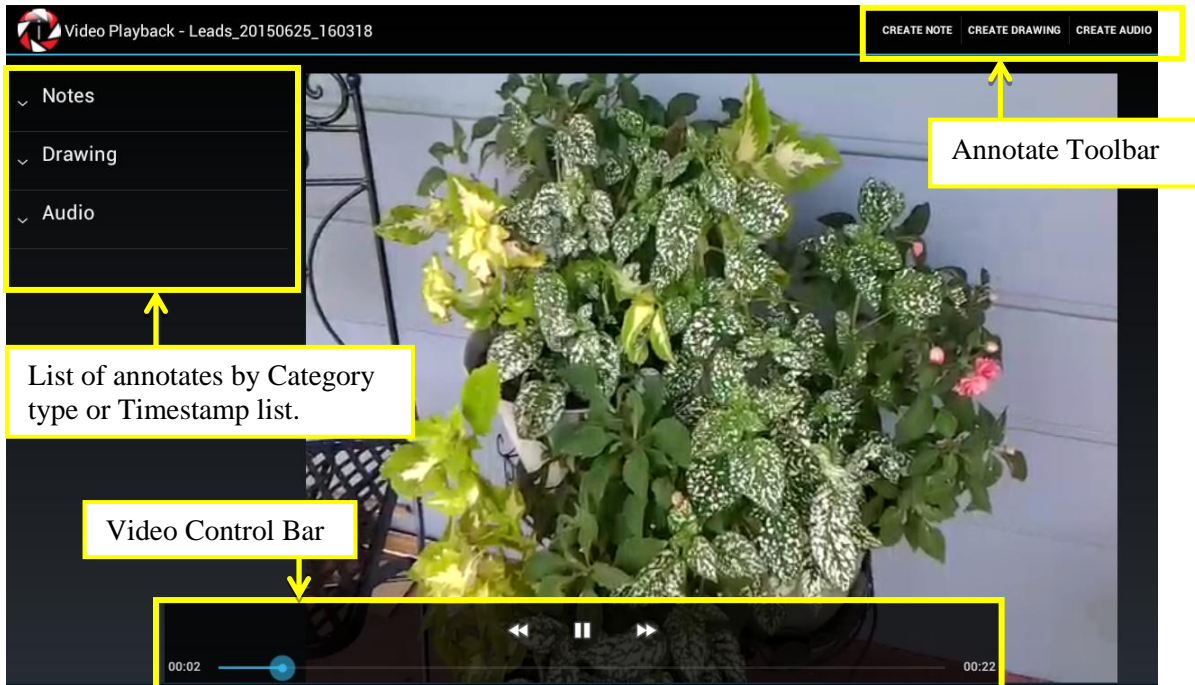 Video Playback - Leads_20150625_160318
CREATE NOTE CREATE DRAWING CREATE AUDIO
Notes
Drawing
Audio
Annotate Toolbar
List of annotates by Category
type or Timestamp list.
Video Control Bar
00:02
00:22